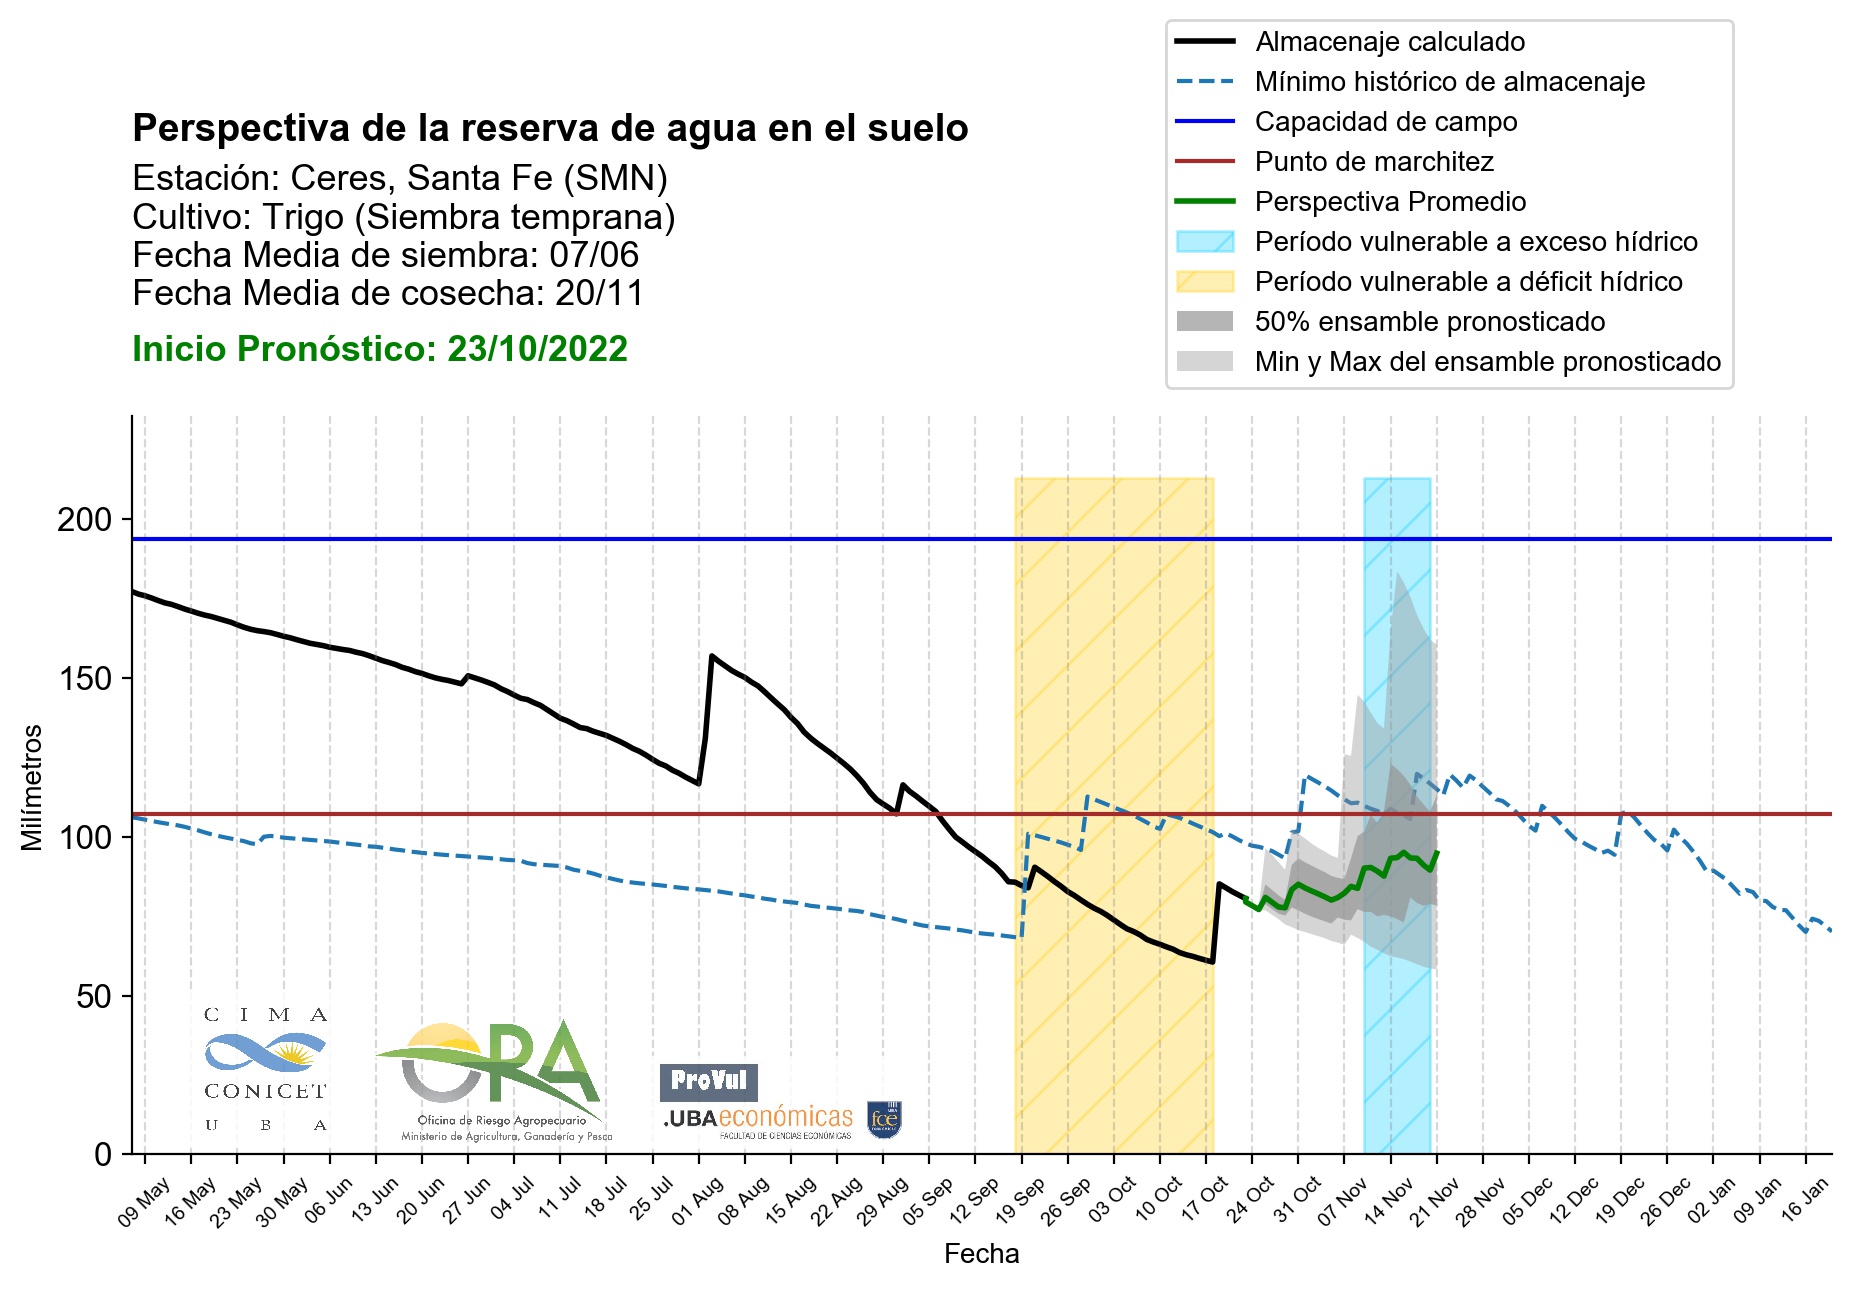 Almacenaje calculado
Mínimo histórico de almacenaje
Capacidad de campo
Punto de marchitez
Perspectiva Promedio
Período vulnerable a exceso hídrico
Período vulnerable a déficit hídrico
50% ensamble pronosticado
Min y Max del ensamble pronosticado
Perspectiva de la reserva de agua en el suelo
Estación: Ceres, Santa Fe (SMN)
Cultivo: Trigo (Siembra temprana)
Fecha Media de siembra: 07/06
Fecha Media de cosecha: 20/11
Inicio Pronóstico: 23/10/2022
Milímetros
200
150
100
50
0
CIMA
CONICET
UBA
OPA
Oficina de Riesgo Agropecuario
Ministerio de Agricultura, Ganadería y Pesca
ProVul
.UBAeconómicas
FACULTAD DE CIENCIAS ECONÓMICAS
fce
09 May
16 May
23 May
30 May
06 Jun
13 Jun
20 Jun
27 Jun
04 Jul
11 Jul
18 Jul
25 Jul
01 Aug
08 Aug
15 Aug
22 Aug
29 Aug
05 Sep
12 Sep
19 Sep
26 Sep
03 Oct
10 Oct
17 Oct
24 Oct
31 Oct
07 Nov
14 Nov
21 Nov
28 Nov
05 Dec
12 Dec
19 Dec
26 Dec
02 Jan
09 Jan
16 Jan
Fecha